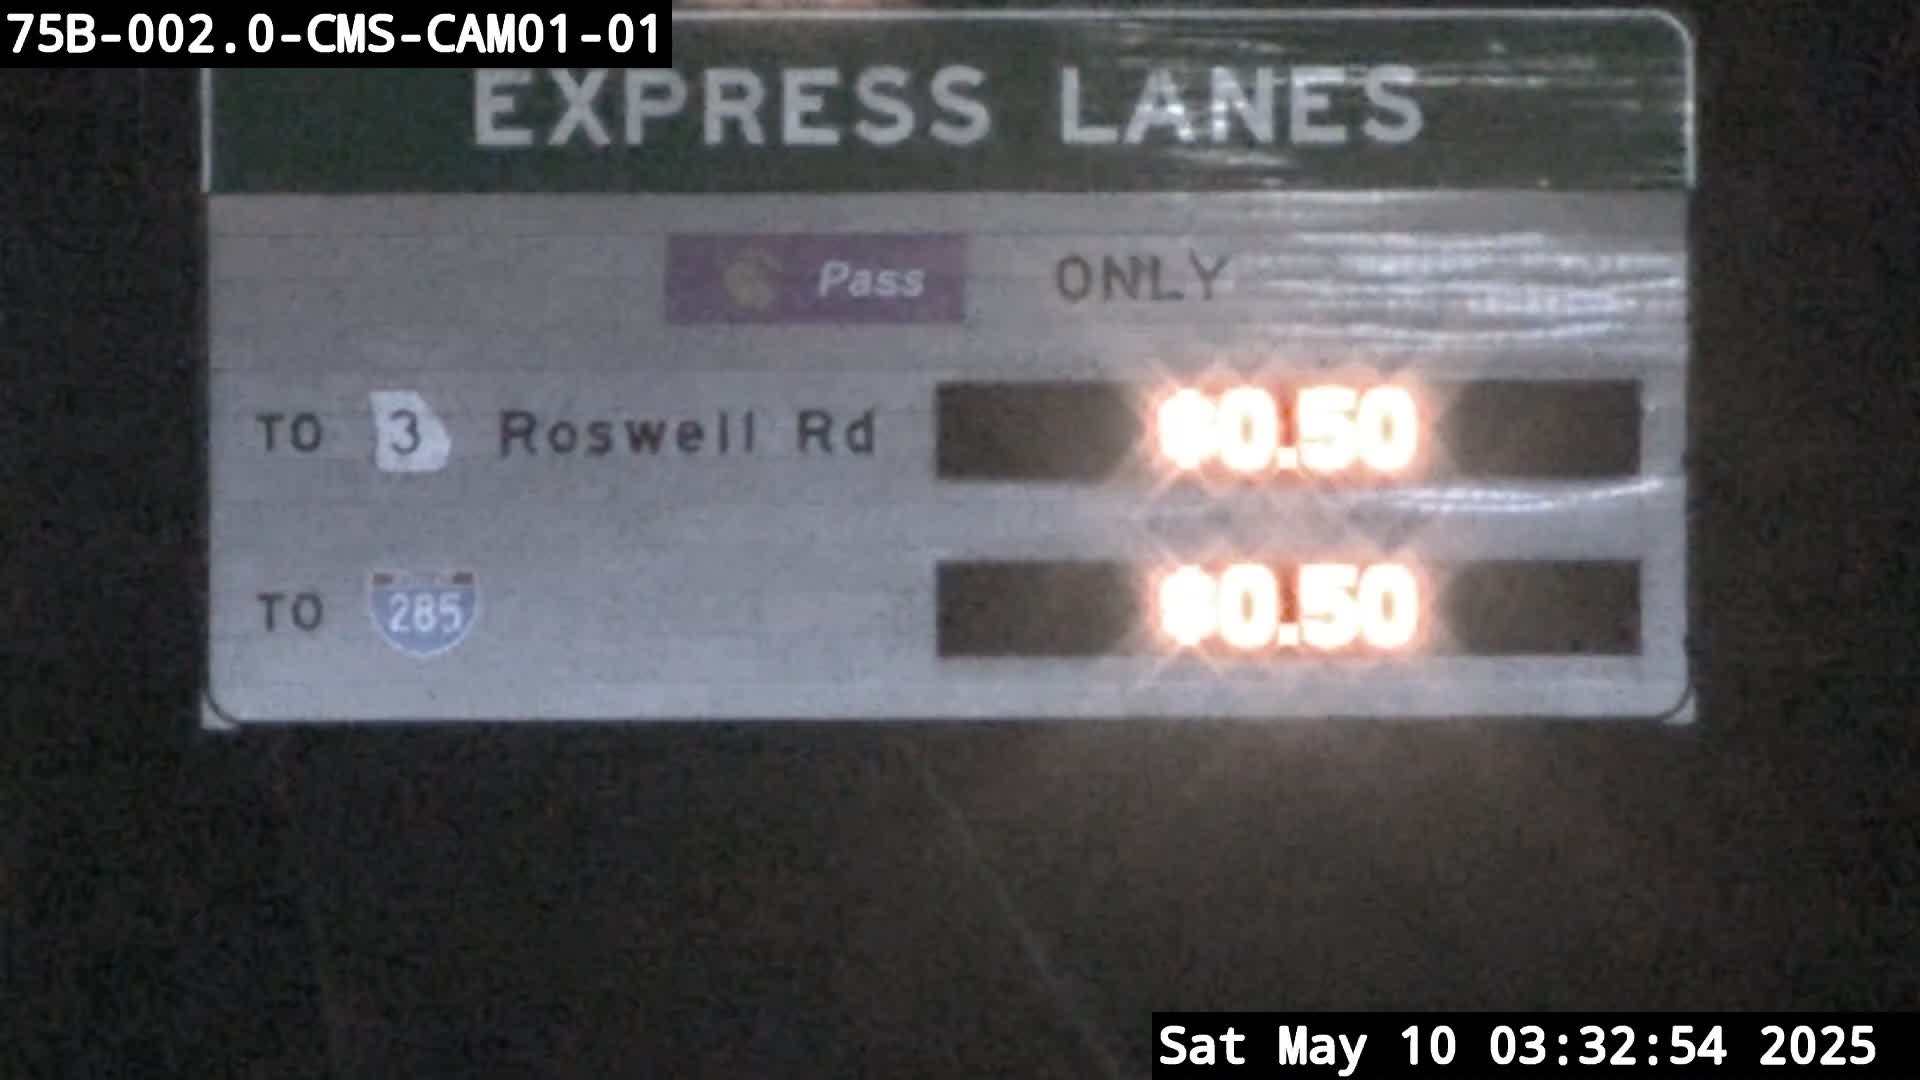 75B-002.0-CMS-CAM01-01
EXPRESS LANES
Pass ONLY
TO 3 Roswell Rd $0.50
TO 285 $0.50
Sat May 10 03:32:54 2025